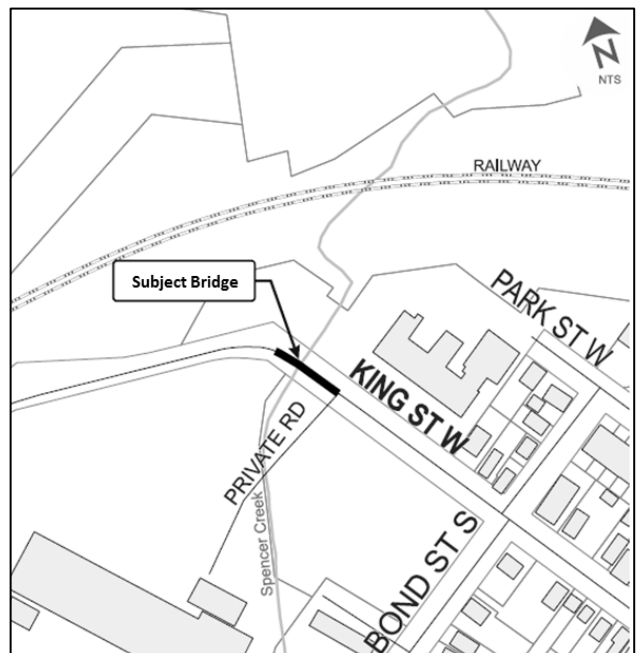 N
NTS
RAILWAY
Subject Bridge
PARK ST W
KING ST W
PRIVATE RD
Spencer Creek
BOND ST S